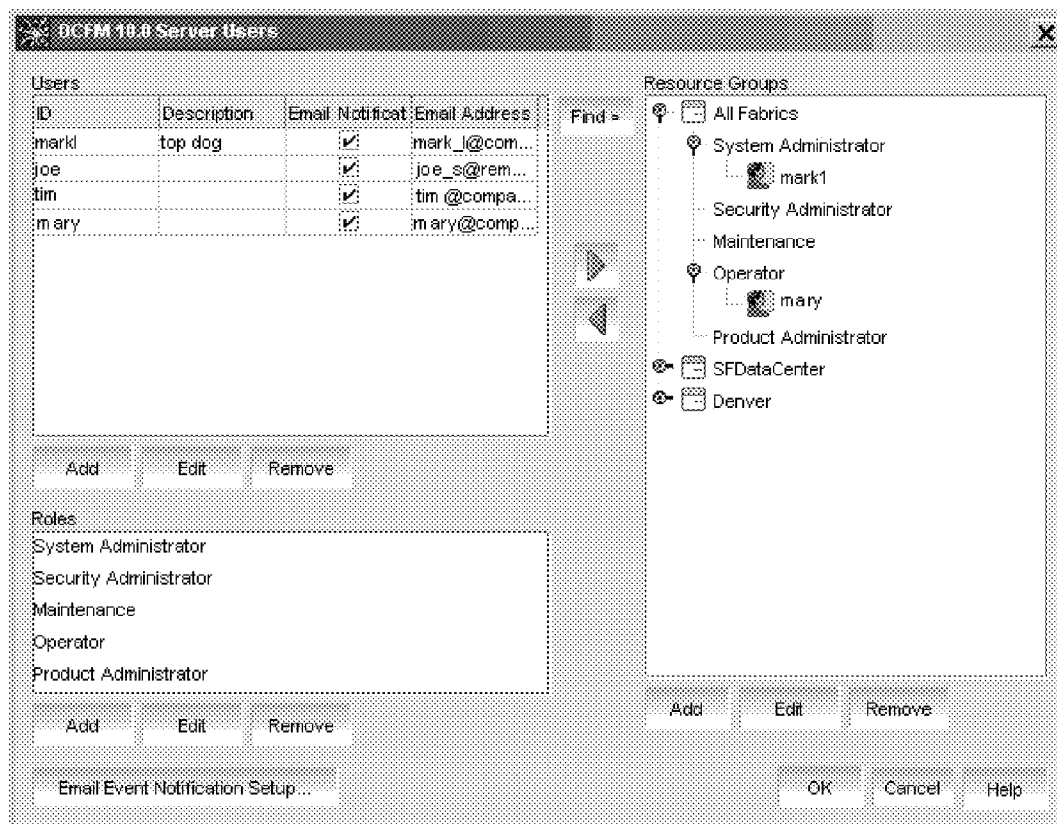 DCFM 10.0 Server Users
Users
ID Description Email Notificat Email Address
markl top dog mark_l@com...
joe joe_s@rem...
tim tim @compa...
mary mary@comp...
Add Edit Remove
Roles
System Administrator
Security Administrator
Maintenance
Operator
Product Administrator
Add Edit Remove
Email Event Notification Setup...
Find »
Resource Groups
All Fabrics
System Administrator
mark1
Security Administrator
Maintenance
Operator
mary
Product Administrator
SFDataCenter
Denver
Add Edit Remove
OK Cancel Help